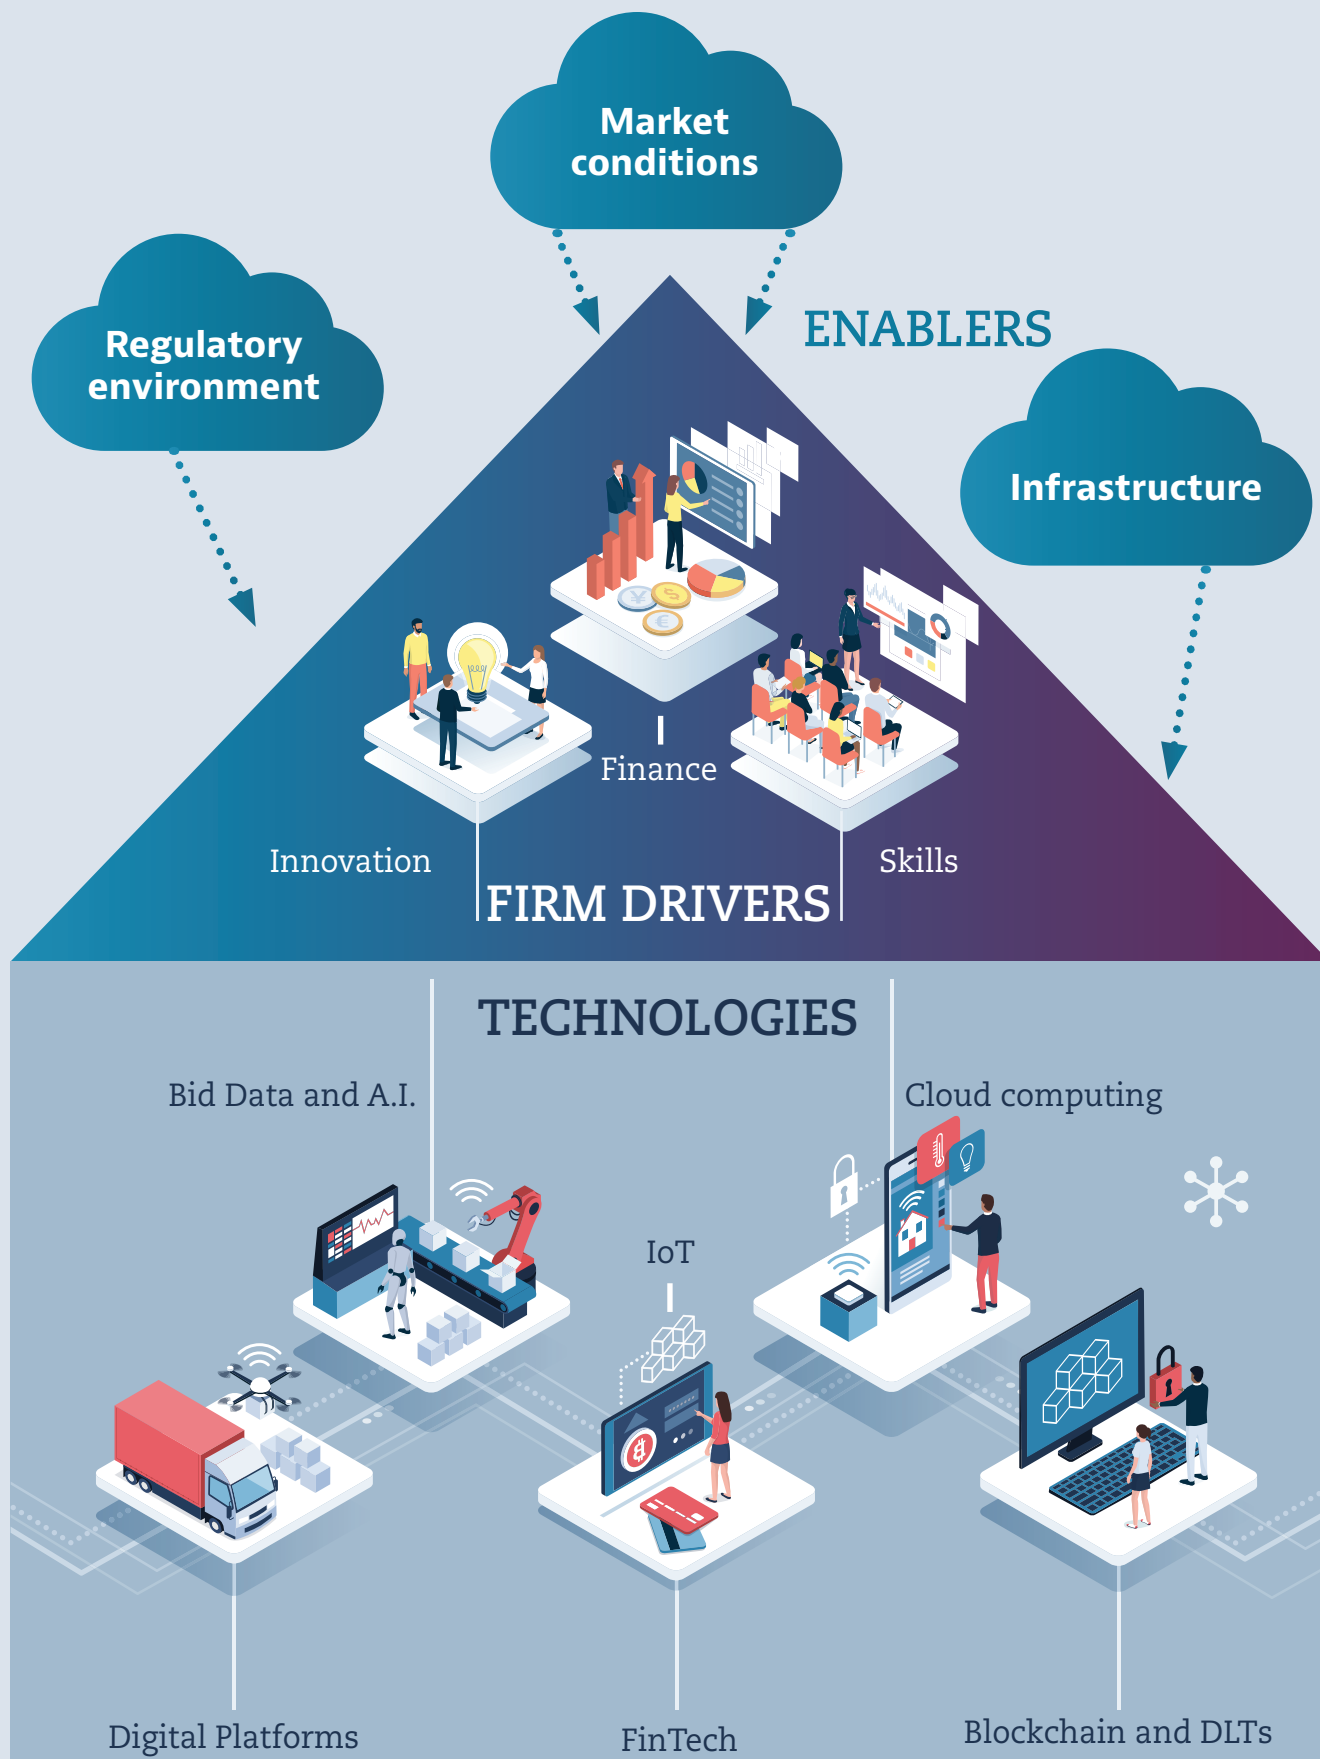 Market
conditions
Regulatory
environment
ENABLERS
Infrastructure
Finance
Innovation
Skills
FIRM DRIVERS
TECHNOLOGIES
Bid Data and A.I.
Cloud computing
IoT
Digital Platforms
FinTech
Blockchain and DLTs